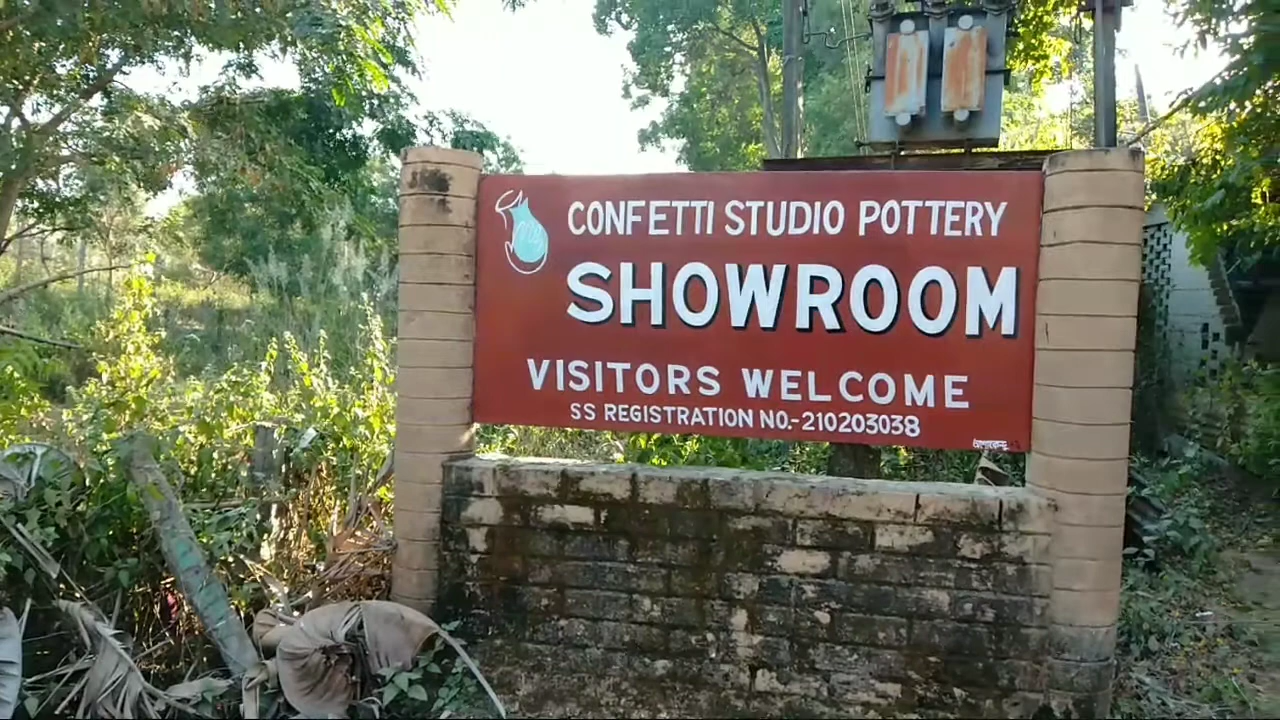 CONFETTI STUDIO POTTERY
SHOWROOM
VISITORS WELCOME
SS REGISTRATION NO.-210203038